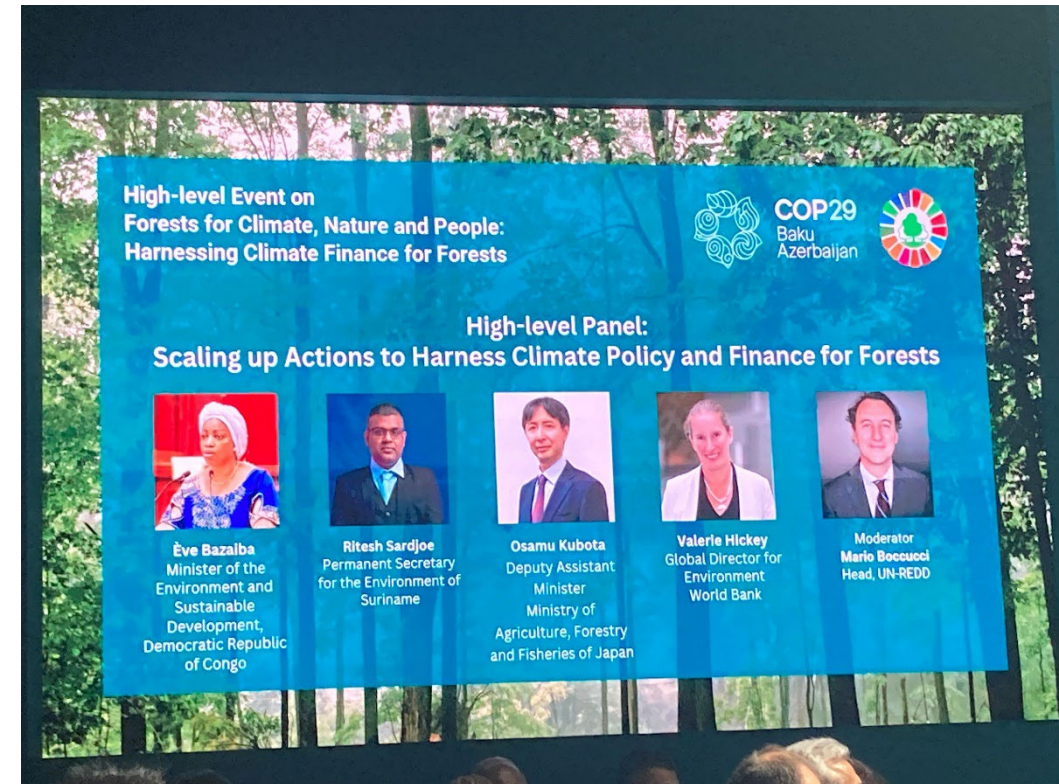 High-level Event on
Forests for Climate, Nature and People:
Harnessing Climate Finance for Forests
COP29
Baku
Azerbaijan
High-level Panel:
Scaling up Actions to Harness Climate Policy and Finance for Forests
Ève Bazaiba
Minister of the
Environment and
Sustainable
Development,
Democratic Republic
of Congo
Ritesh Sardjoe
Permanent Secretary
for the Environment of
Suriname
Osamu Kubota
Deputy Assistant
Minister
Ministry of
Agriculture, Forestry
and Fisheries of Japan
Valerie Hickey
Global Director for
Environment
World Bank
Moderator
Mario Boccucci
Head, UN-REDD